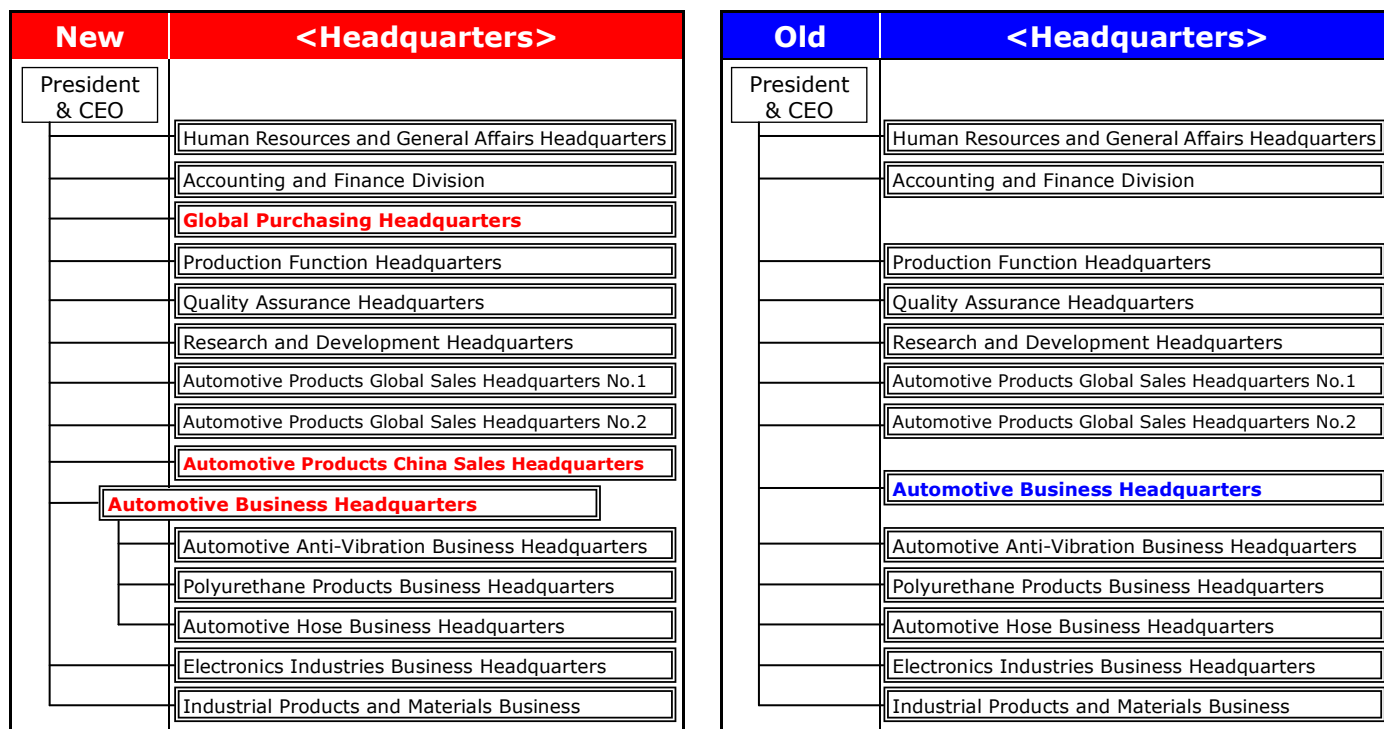 New
<Headquarters>
President
& CEO
Human Resources and General Affairs Headquarters
Accounting and Finance Division
Global Purchasing Headquarters
Production Function Headquarters
Quality Assurance Headquarters
Research and Development Headquarters
Automotive Products Global Sales Headquarters No.1
Automotive Products Global Sales Headquarters No.2
Automotive Products China Sales Headquarters
Automotive Business Headquarters
Automotive Anti-Vibration Business Headquarters
Polyurethane Products Business Headquarters
Automotive Hose Business Headquarters
Electronics Industries Business Headquarters
Industrial Products and Materials Business
Old
<Headquarters>
President
& CEO
Human Resources and General Affairs Headquarters
Accounting and Finance Division
Production Function Headquarters
Quality Assurance Headquarters
Research and Development Headquarters
Automotive Products Global Sales Headquarters No.1
Automotive Products Global Sales Headquarters No.2
Automotive Business Headquarters
Automotive Anti-Vibration Business Headquarters
Polyurethane Products Business Headquarters
Automotive Hose Business Headquarters
Electronics Industries Business Headquarters
Industrial Products and Materials Business